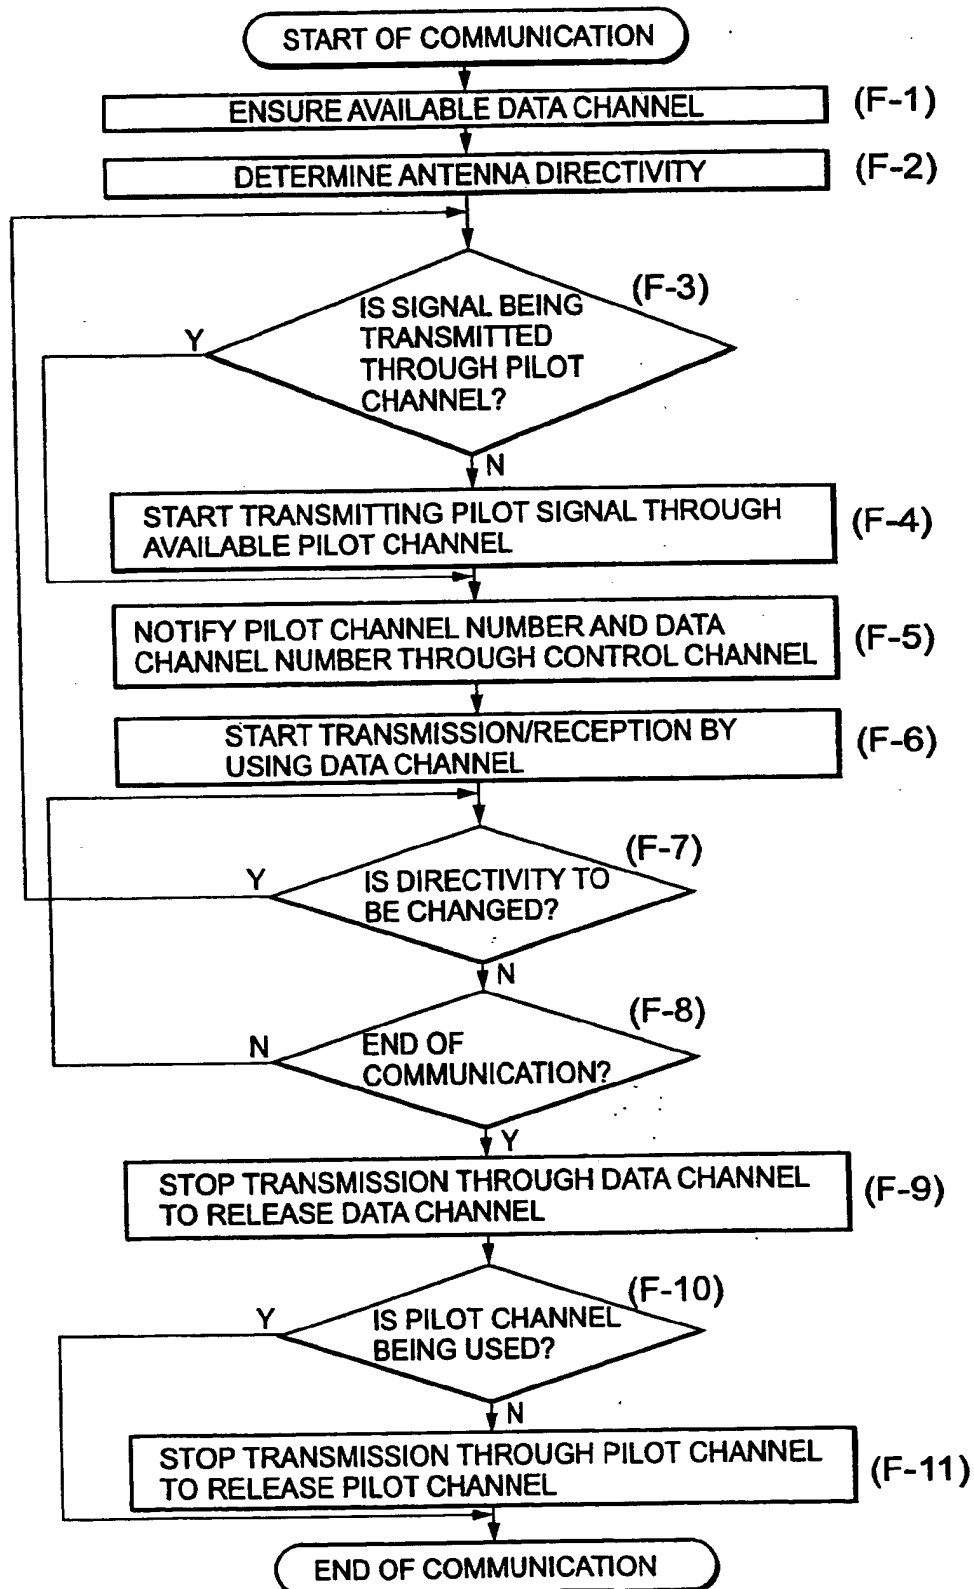 START OF COMMUNICATION
ENSURE AVAILABLE DATA CHANNEL
(F-1)
DETERMINE ANTENNA DIRECTIVITY
(F-2)
(F-3)
IS SIGNAL BEING
TRANSMITTED
THROUGH PILOT
CHANNEL?
Y
N
START TRANSMITTING PILOT SIGNAL THROUGH
AVAILABLE PILOT CHANNEL
(F-4)
NOTIFY PILOT CHANNEL NUMBER AND DATA
CHANNEL NUMBER THROUGH CONTROL CHANNEL
(F-5)
START TRANSMISSION/RECEPTION BY
USING DATA CHANNEL
(F-6)
(F-7)
Y
IS DIRECTIVITY TO
BE CHANGED?
N
(F-8)
N
END OF
COMMUNICATION?
Y
STOP TRANSMISSION THROUGH DATA CHANNEL
TO RELEASE DATA CHANNEL
(F-9)
(F-10)
Y
IS PILOT CHANNEL
BEING USED?
N
STOP TRANSMISSION THROUGH PILOT CHANNEL
TO RELEASE PILOT CHANNEL
(F-11)
END OF COMMUNICATION